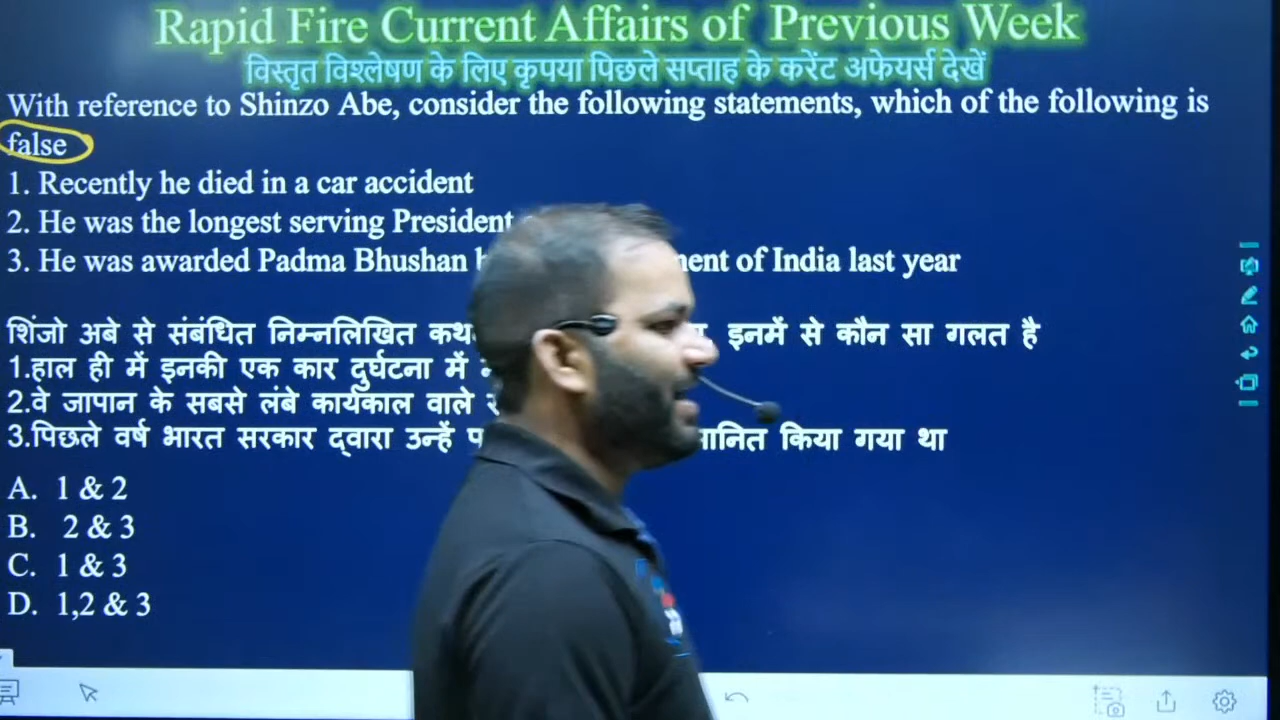 Rapid Fire Current Affairs of Previous Week
विस्तृत विश्लेषण के लिए कृपया पिछले सप्ताह के करेंट अफेयर्स देखें
With reference to Shinzo Abe, consider the following statements, which of the following is
false
1. Recently he died in a car accident
2. He was the longest serving President
3. He was awarded Padma Bhushan of India last year
शिंजो अबे से संबंधित निम्नलिखित इनमें से कौन सा गलत है
1.हाल ही में इनकी एक कार दुर्घटना में
2.वे जापान के सबसे लंबे कार्यकाल वाले
3.पिछले वर्ष भारत सरकार द्वारा उन्हें किया गया था
A. 1 & 2
B. 2 & 3
C. 1 & 3
D. 1,2 & 3